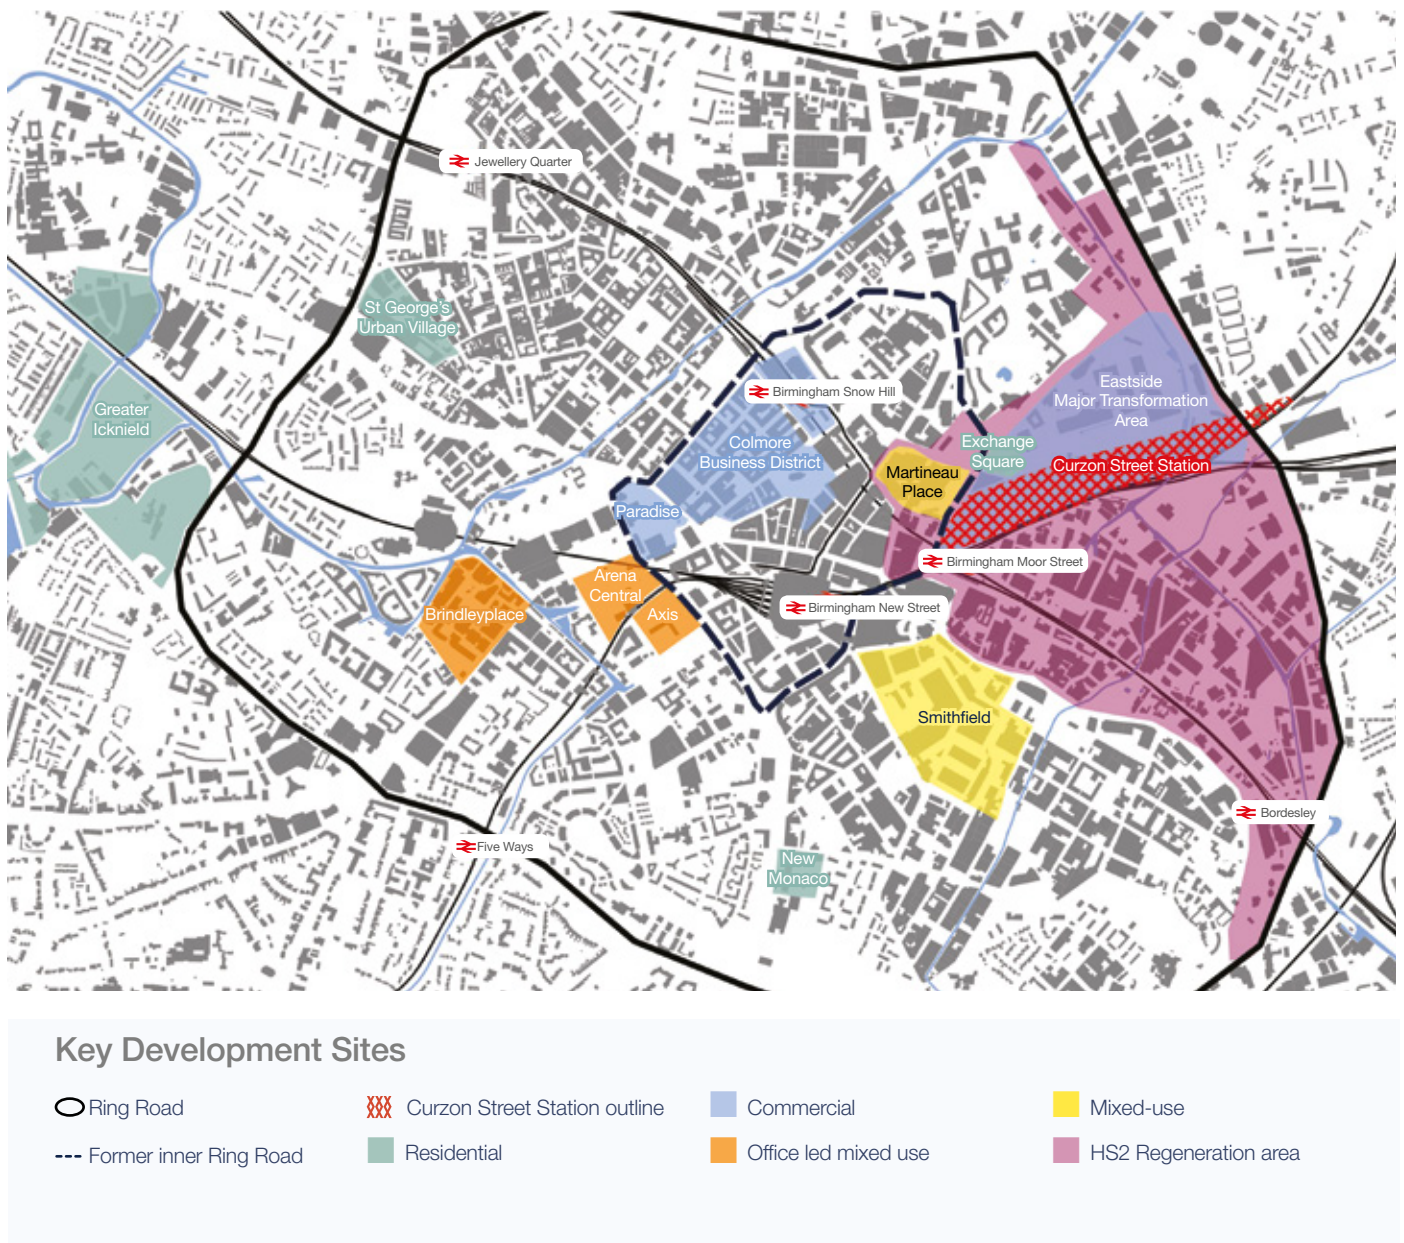 Jewellery Quarter
St George's
Urban Village
Birmingham Snow Hill
Eastside
Major Transformation
Area
Greater
Icknield
Colmore
Business District
Exchange
Square
Curzon Street Station
Martineau
Place
Paradise
Birmingham Moor Street
Arena
Central
Birmingham New Street
Brindleyplace
Axis
Smithfield
Bordesley
Five Ways
New
Monaco
Key Development Sites
Ring Road
Curzon Street Station outline
Commercial
Mixed-use
Former inner Ring Road
Residential
Office led mixed use
HS2 Regeneration area